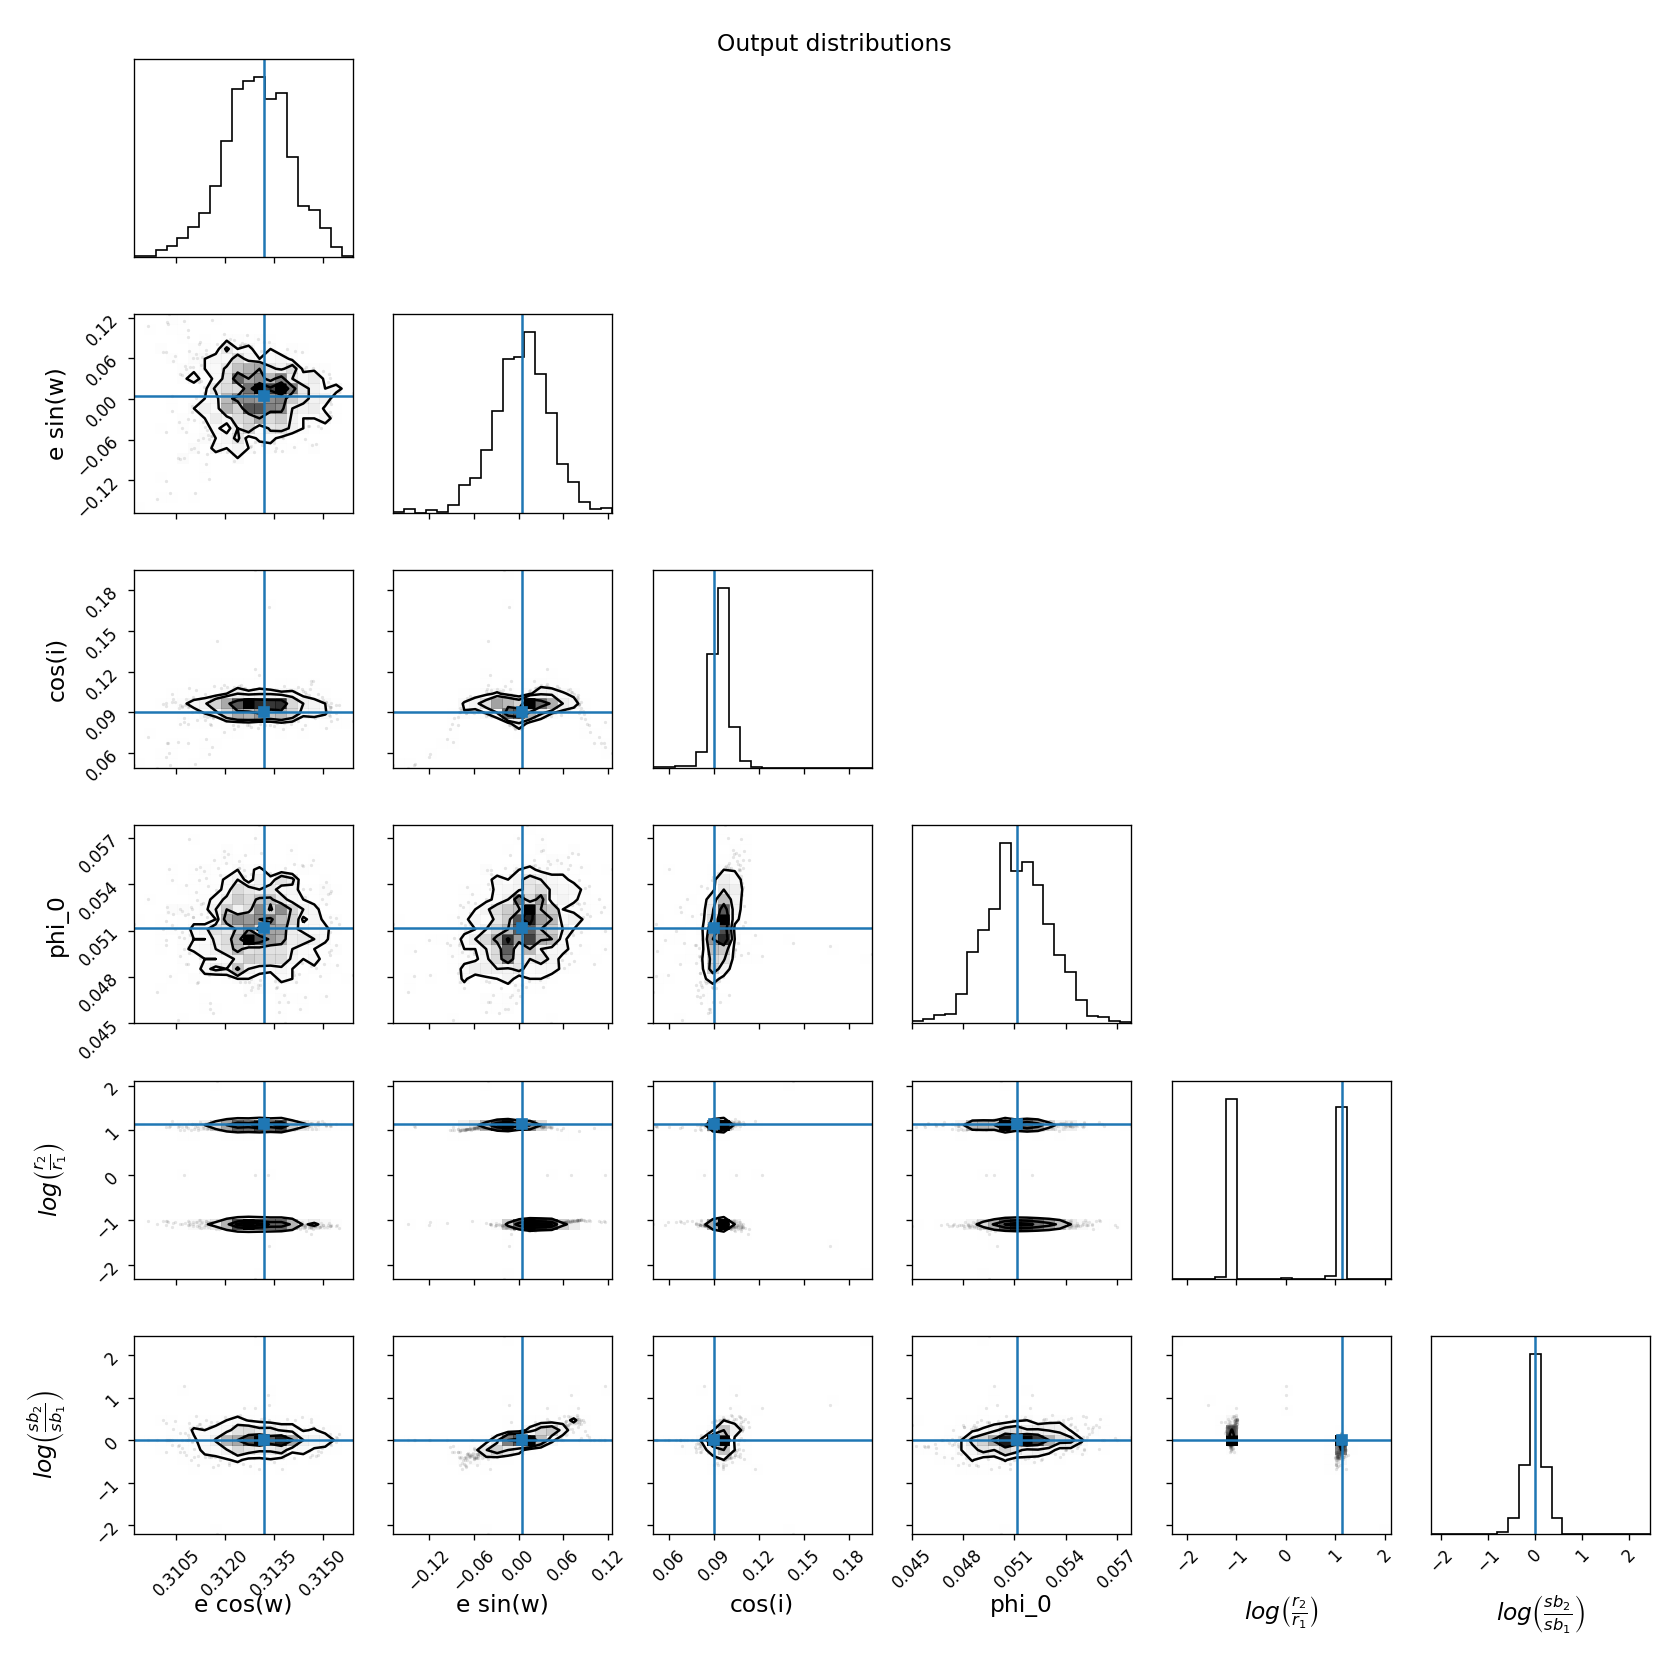 Output distributions
e sin(w)
0.12
0.06
0.00
−0.06
−0.12
cos(i)
0.18
0.15
0.12
0.09
0.06
phi_0
0.057
0.054
0.051
0.048
0.045
log(r2/r1)
2
1
0
−1
−2
log(sb2/sb1)
2
1
0
−1
−2
0.3105 0.3120 0.3135 0.3150
e cos(w)
−0.12 −0.06 0.00 0.06 0.12
e sin(w)
0.06 0.09 0.12 0.15 0.18
cos(i)
0.045 0.048 0.051 0.054 0.057
phi_0
−2 −1 0 1 2
log(r2/r1)
−2 −1 0 1 2
log(sb2/sb1)